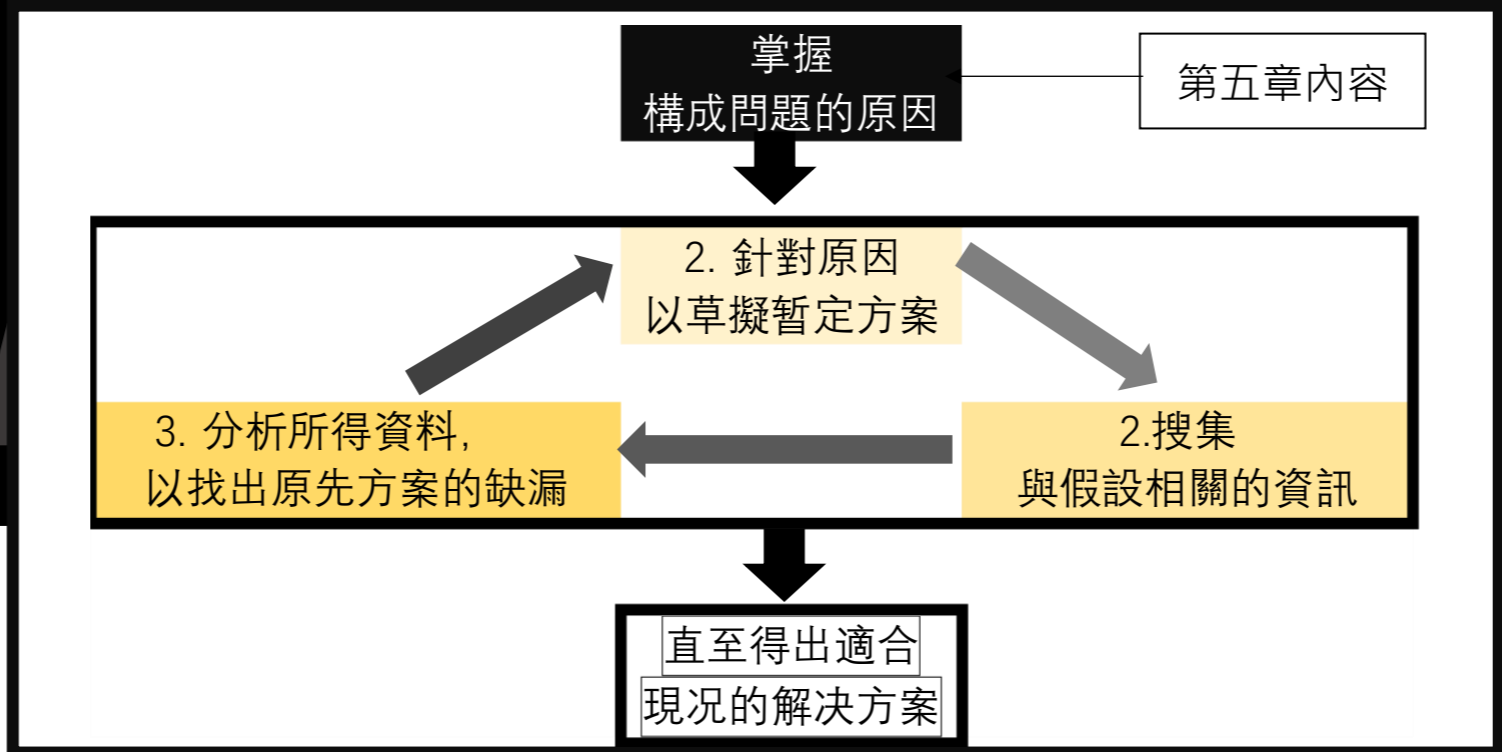 掌握
構成問題的原因
第五章內容
2. 針對原因
以草擬暫定方案
3. 分析所得資料,
以找出原先方案的缺漏
2.搜集
與假設相關的資訊
直至得出適合
現况的解決方案